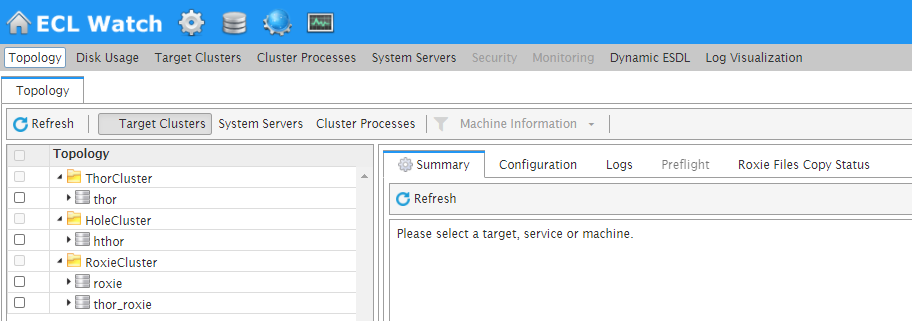 ECL Watch
Topology Disk Usage Target Clusters Cluster Processes System Servers Security Monitoring Dynamic ESDL Log Visualization
Topology
Refresh Target Clusters System Servers Cluster Processes Machine Information
Topology
ThorCluster
thor
HoleCluster
hthor
RoxieCluster
roxie
thor_roxie
Summary Configuration Logs Preflight Roxie Files Copy Status
Refresh
Please select a target, service or machine.